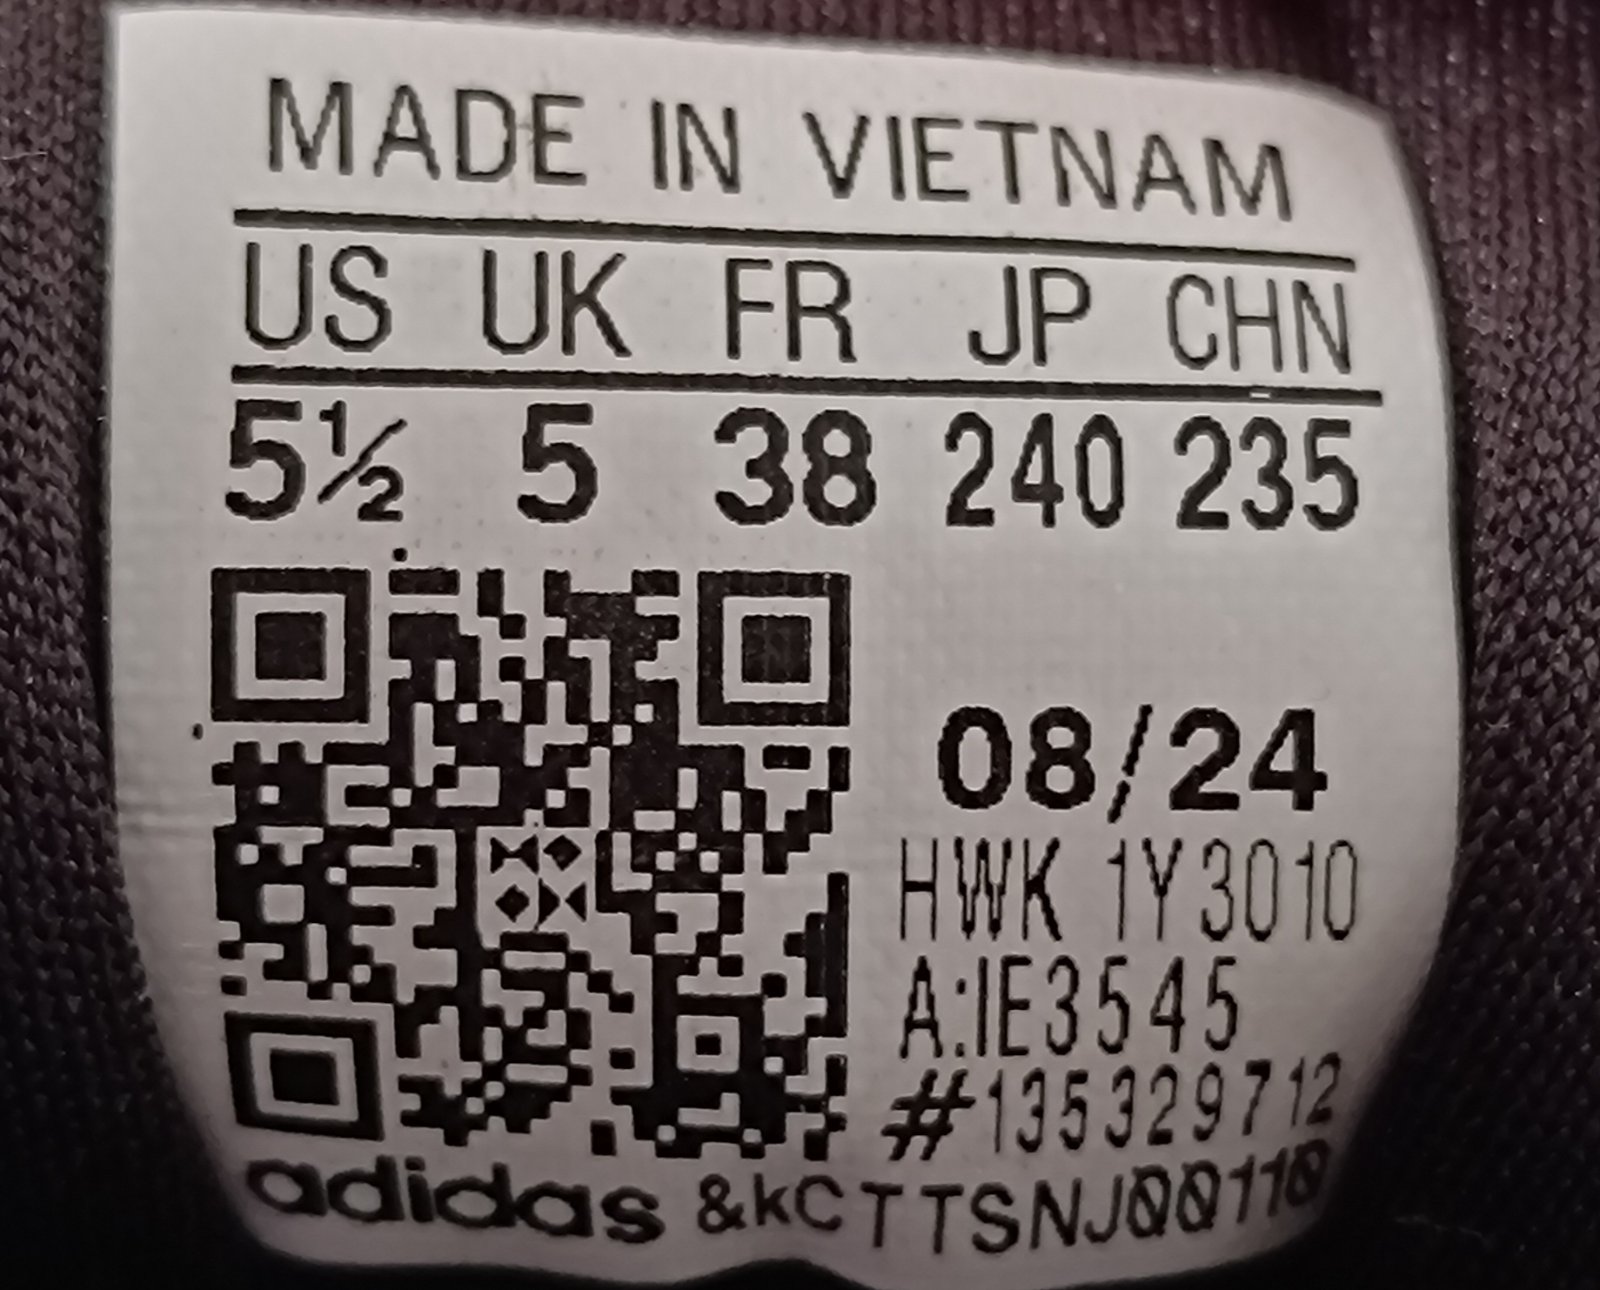 MADE IN VIETNAM
US UK FR JP CHN
5½ 5 38 240 235
08/24
HWK 1Y3010
A:IE3545
#135329712
adidas &kCTTSNJ00110